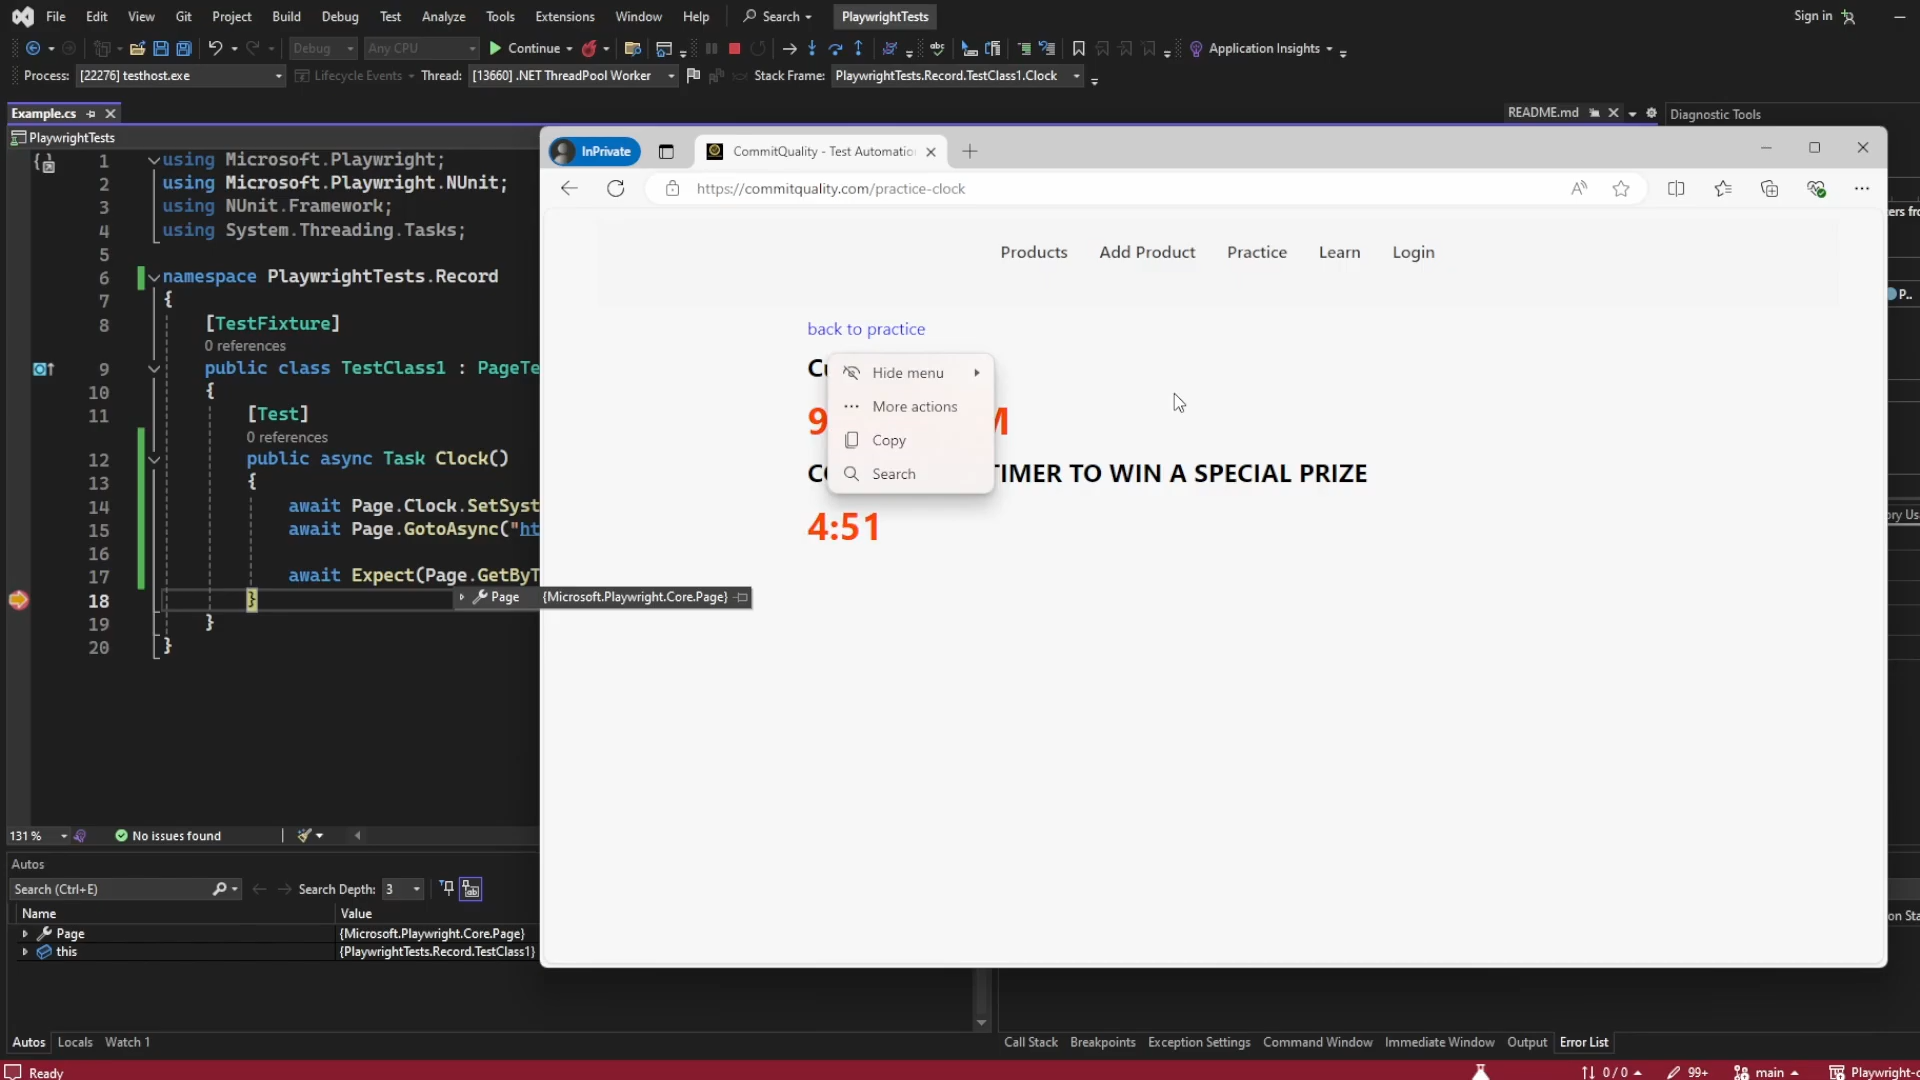 File Edit View Git Project Build Debug Test Analyze Tools Extensions Window Help Search PlaywrightTests Sign in
Debug Any CPU Continue Application Insights
Process: [22276] testhost.exe Lifecycle Events Thread: [13660] .NET ThreadPool Worker Stack Frame: PlaywrightTests.Record.TestClass1.Clock
Example.cs README.md Diagnostic Tools
PlaywrightTests
1 using Microsoft.Playwright;
2 using Microsoft.Playwright.NUnit;
3 using NUnit.Framework;
4 using System.Threading.Tasks;
5
6 namespace PlaywrightTests.Record
7 {
8 [TestFixture]
0 references
9 public class TestClass1 : PageTe
10 {
11 [Test]
0 references
12 public async Task Clock()
13 {
14 await Page.Clock.SetSyst
15 await Page.GotoAsync("ht
16
17 await Expect(Page.GetByT
18 }
19 }
20 }
Page {Microsoft.Playwright.Core.Page}
InPrivate CommitQuality - Test Automatio
https://commitquality.com/practice-clock
Products Add Product Practice Learn Login
back to practice
Hide menu
More actions
Copy
Search
TIMER TO WIN A SPECIAL PRIZE
4:51
ers fro
P..
ory Us
on Sta
131 % No issues found
Autos
Search (Ctrl+E) Search Depth: 3
Name Value
Page {Microsoft.Playwright.Core.Page}
this {PlaywrightTests.Record.TestClass1}
Autos Locals Watch 1 Call Stack Breakpoints Exception Settings Command Window Immediate Window Output Error List
Ready 0 / 0 99+ main Playwright-c